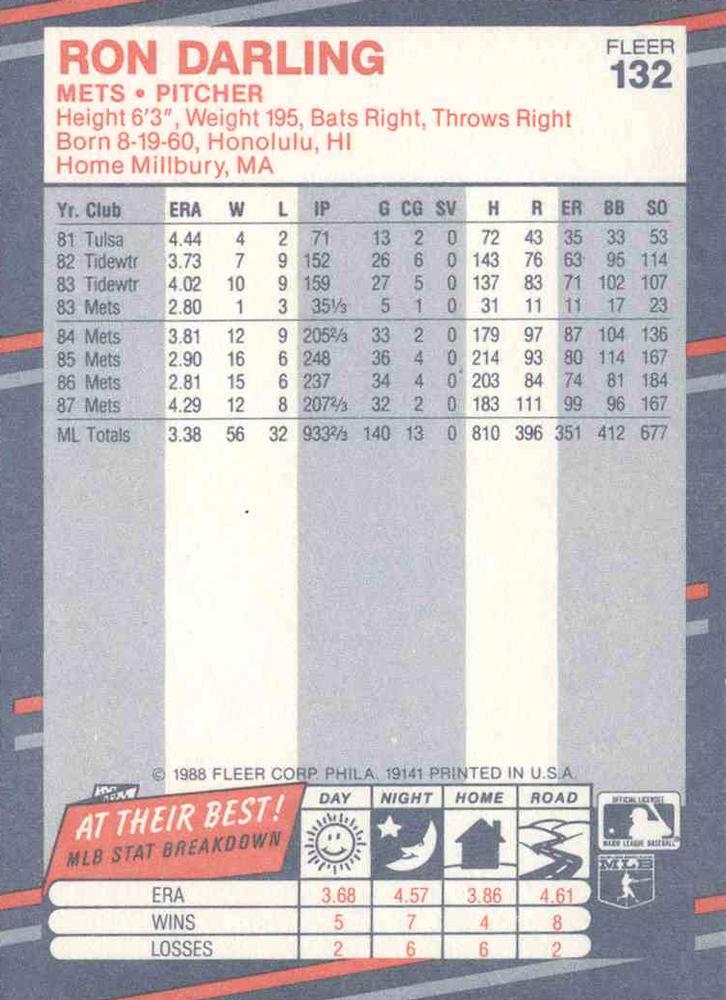 RON DARLING
FLEER
132
METS • PITCHER
Height 6'3", Weight 195, Bats Right, Throws Right
Born 8-19-60, Honolulu, HI
Home Millbury, MA
Yr. Club ERA W L IP G CG SV H R ER BB SO
81 Tulsa 4.44 4 2 71 13 2 0 72 43 35 33 53
82 Tidewtr 3.73 7 9 152 26 6 0 143 76 63 95 114
83 Tidewtr 4.02 10 9 159 27 5 0 137 83 71 102 107
83 Mets 2.80 1 3 35⅓ 5 1 0 31 11 11 17 23
84 Mets 3.81 12 9 205⅔ 33 2 0 179 97 87 104 136
85 Mets 2.90 16 6 248 36 4 0 214 93 80 114 167
86 Mets 2.81 15 6 237 34 4 0 203 84 74 81 184
87 Mets 4.29 12 8 207⅔ 32 2 0 183 111 99 96 167
ML Totals 3.38 56 32 933⅔ 140 13 0 810 396 351 412 677
© 1988 FLEER CORP. PHILA. 19141 PRINTED IN U.S.A.
AT THEIR BEST!
MLB STAT BREAKDOWN
DAY NIGHT HOME ROAD
OFFICIAL LICENSEE
MAJOR LEAGUE BASEBALL
MLB
ERA 3.68 4.57 3.86 4.61
WINS 5 7 4 8
LOSSES 2 6 6 2